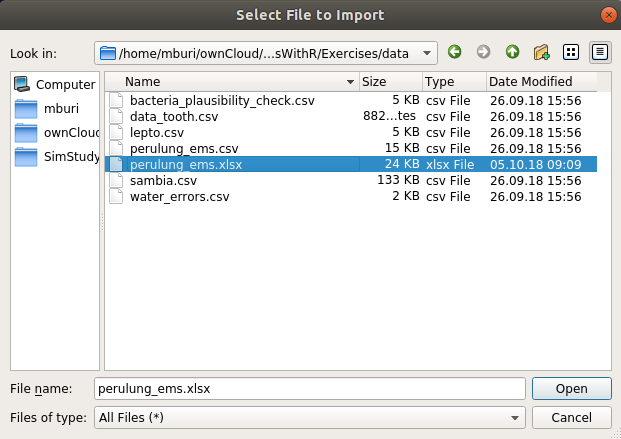 Select File to Import
Look in: /home/mburi/ownCloud/...sWithR/Exercises/data
Computer
mburi
ownCloud
SimStudy
Name Size Type Date Modified
bacteria_plausibility_check.csv 5 KB csv File 26.09.18 15:56
data_tooth.csv 882...tes csv File 26.09.18 15:56
lepto.csv 5 KB csv File 26.09.18 15:56
perulung_ems.csv 15 KB csv File 26.09.18 15:56
perulung_ems.xlsx 24 KB xlsx File 05.10.18 09:09
sambia.csv 133 KB csv File 26.09.18 15:56
water_errors.csv 2 KB csv File 26.09.18 15:56
File name: perulung_ems.xlsx Open
Files of type: All Files (*) Cancel